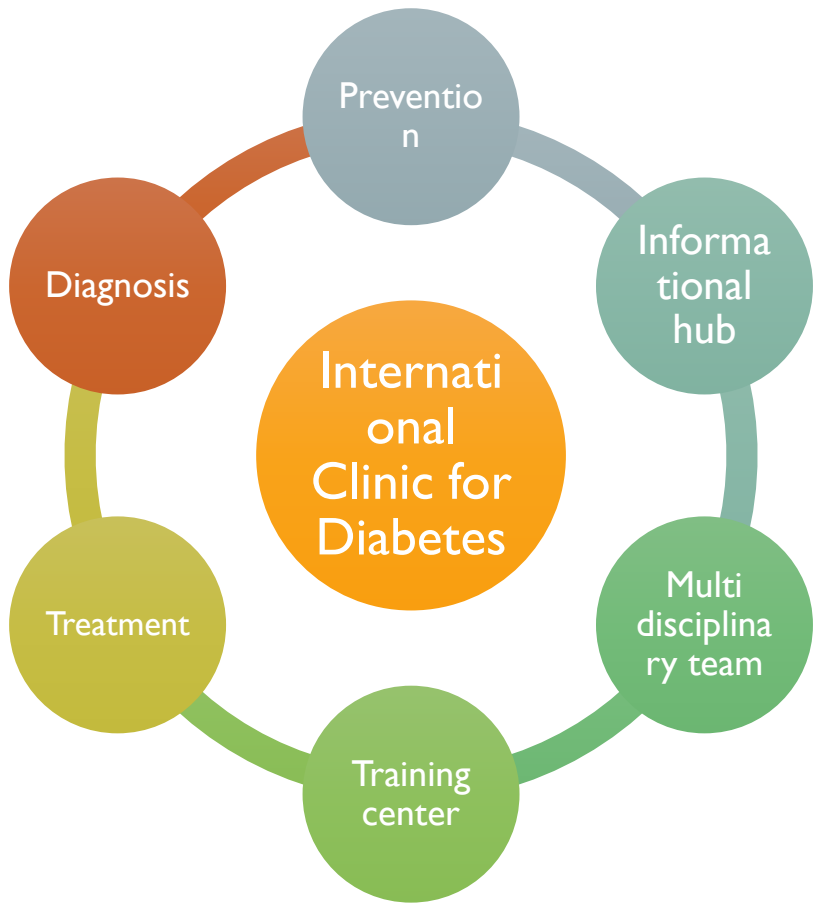 Preventio
n
Informa
tional
hub
Multi
disciplina
ry team
Training
center
Treatment
Diagnosis
Internati
onal
Clinic for
Diabetes